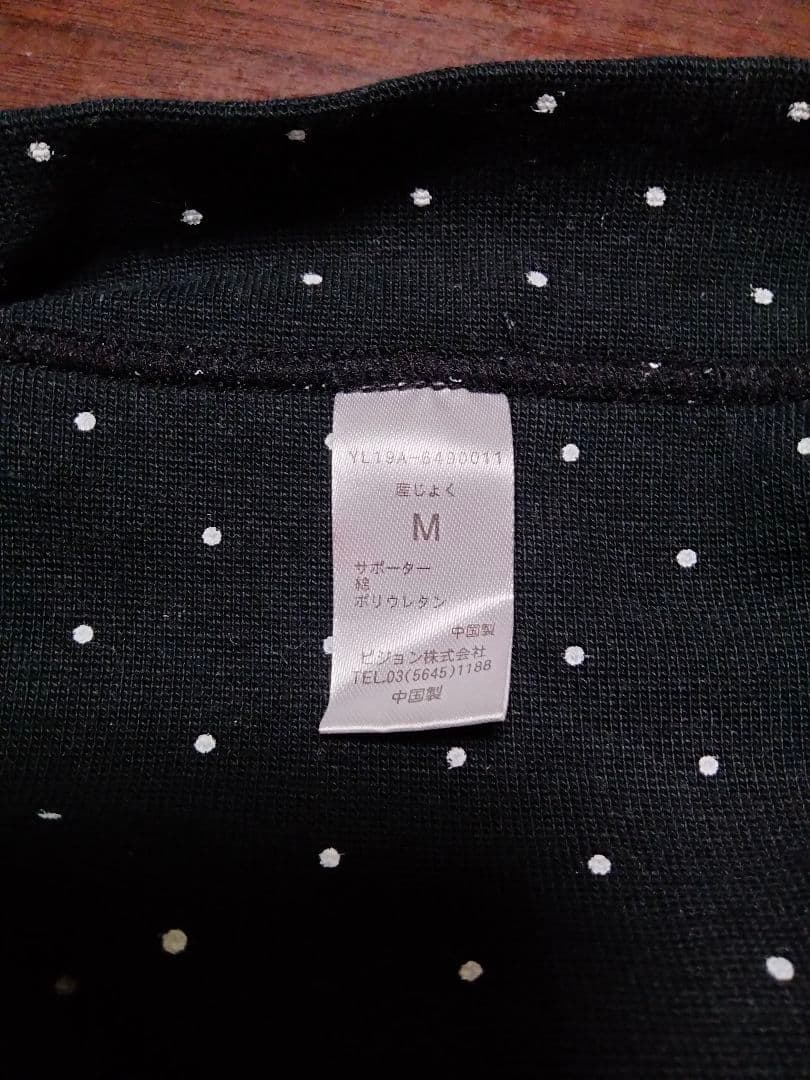 YL19A-6400011
産じょく
M
サポーター
綿
ポリウレタン
中国製
ピジョン株式会社
TEL.03(5645)1188
中国製